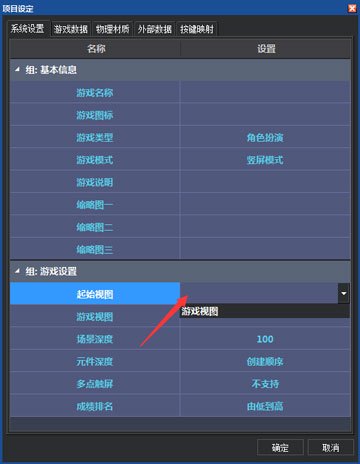 项目设定
系统设置 游戏数据 物理材质 外部数据 按键映射
名称 设置
组: 基本信息
游戏名称
游戏图标
游戏类型 角色扮演
游戏模式 竖屏模式
游戏说明
缩略图一
缩略图二
缩略图三
组: 游戏设置
起始视图
游戏视图 游戏视图
场景深度 100
元件深度 创建顺序
多点触屏 不支持
成绩排名 由低到高
确定 取消